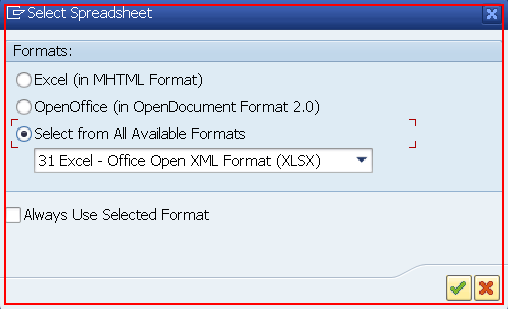 Select Spreadsheet
Formats:
Excel (in MHTML Format)
OpenOffice (in OpenDocument Format 2.0)
Select from All Available Formats
31 Excel - Office Open XML Format (XLSX)
Always Use Selected Format